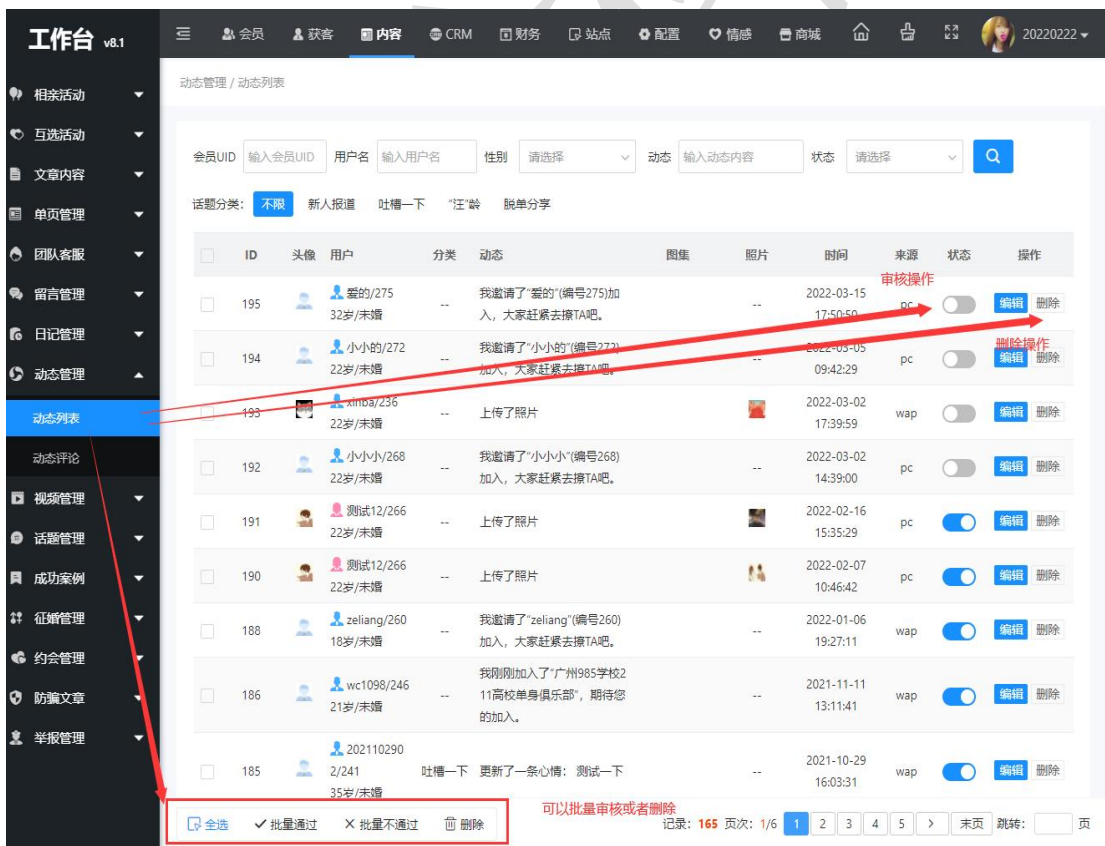 工作台 v8.1
会员 获客 内容 CRM 财务 站点 配置 情感 商城 20220222
动态管理 / 动态列表
相亲活动
互选活动
文章内容
单页管理
团队客服
留言管理
日记管理
动态管理
动态列表
动态评论
视频管理
话题管理
成功案例
征婚管理
约会管理
防骗文章
举报管理
会员UID 输入会员UID 用户名 输入用户名 性别 请选择 动态 输入动态内容 状态 请选择
话题分类: 不限 新人报道 吐槽一下 "汪"龄 脱单分享
ID 头像 用户 分类 动态 图集 照片 时间 来源 状态 操作
审核操作
195 爱的/275 -- 我邀请了"爱的"(编号275)加 -- 2022-03-15 pc 编辑 删除
32岁/未婚 入，大家赶紧去撩TA吧。 17:50:50
删除操作
194 小小的/272 -- 我邀请了"小小的"(编号272) -- 2022-03-05 pc 编辑 删除
22岁/未婚 加入，大家赶紧去撩TA吧。 09:42:29
193 xinba/236 -- 上传了照片 2022-03-02 wap 编辑 删除
22岁/未婚 17:39:59
192 小小小/268 -- 我邀请了"小小小"(编号268) -- 2022-03-02 pc 编辑 删除
22岁/未婚 加入，大家赶紧去撩TA吧。 14:39:00
191 测试12/266 -- 上传了照片 2022-02-16 pc 编辑 删除
22岁/未婚 15:35:29
190 测试12/266 -- 上传了照片 2022-02-07 pc 编辑 删除
22岁/未婚 10:46:42
188 zeliang/260 -- 我邀请了"zeliang"(编号260) -- 2022-01-06 wap 编辑 删除
18岁/未婚 加入，大家赶紧去撩TA吧。 19:27:11
我刚刚加入了"广州985学校2
186 wc1098/246 -- 11高校单身俱乐部"，期待您 -- 2021-11-11 wap 编辑 删除
21岁/未婚 的加入。 13:11:41
202110290
185 2/241 吐槽一下 更新了一条心情: 测试一下 -- 2021-10-29 wap 编辑 删除
35岁/未婚 16:03:31
可以批量审核或者删除
全选 批量通过 批量不通过 删除 记录: 165 页次: 1/6 1 2 3 4 5 > 末页 跳转: 页